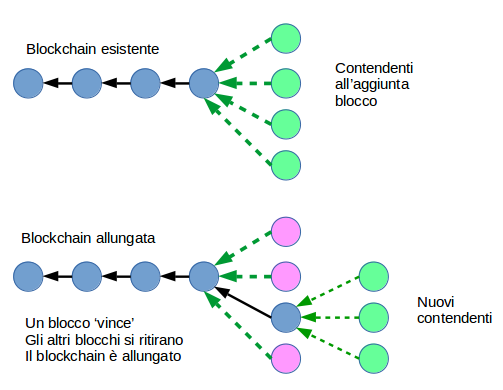 Blockchain esistente
Contendenti
all'aggiunta
blocco
Blockchain allungata
Un blocco 'vince'
Gli altri blocchi si ritirano
Il blockchain è allungato
Nuovi
contendenti